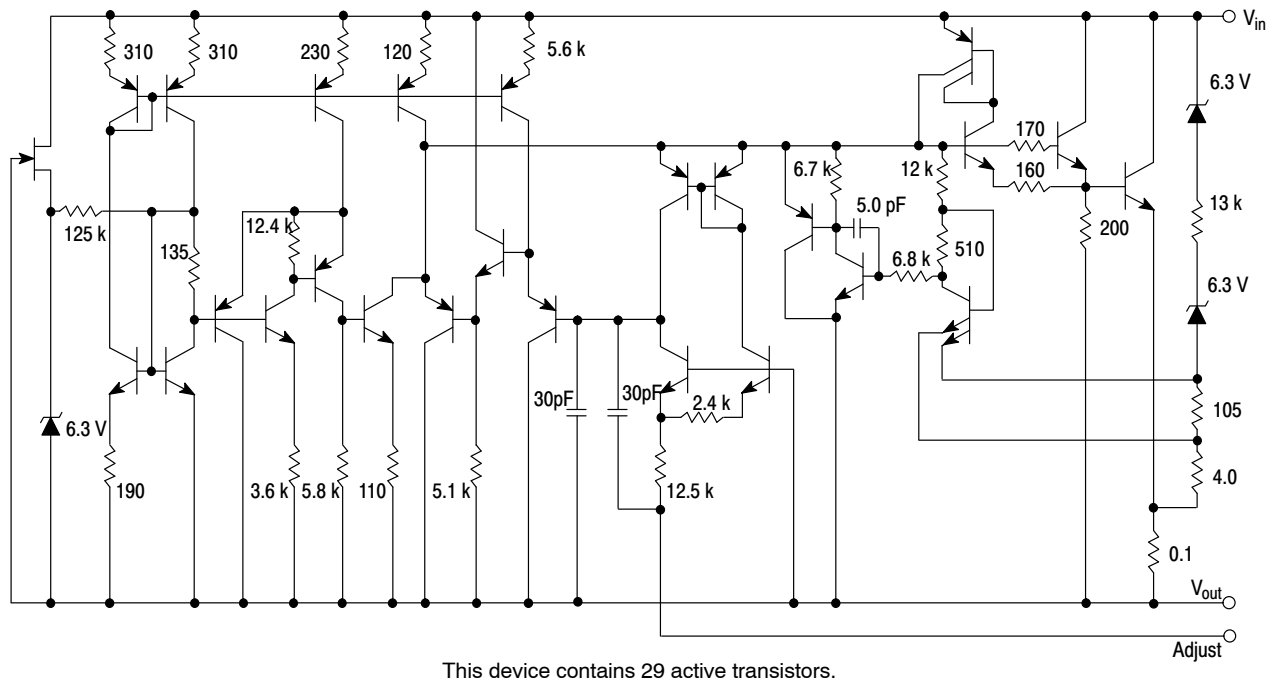 310
310
230
120
5.6 k
V_in
6.3 V
170
6.7 k
12 k
160
5.0 pF
13 k
125 k
12.4 k
200
135
510
6.8 k
6.3 V
30pF
30pF
2.4 k
105
6.3 V
190
3.6 k
5.8 k
110
5.1 k
12.5 k
4.0
0.1
V_out
Adjust
This device contains 29 active transistors.